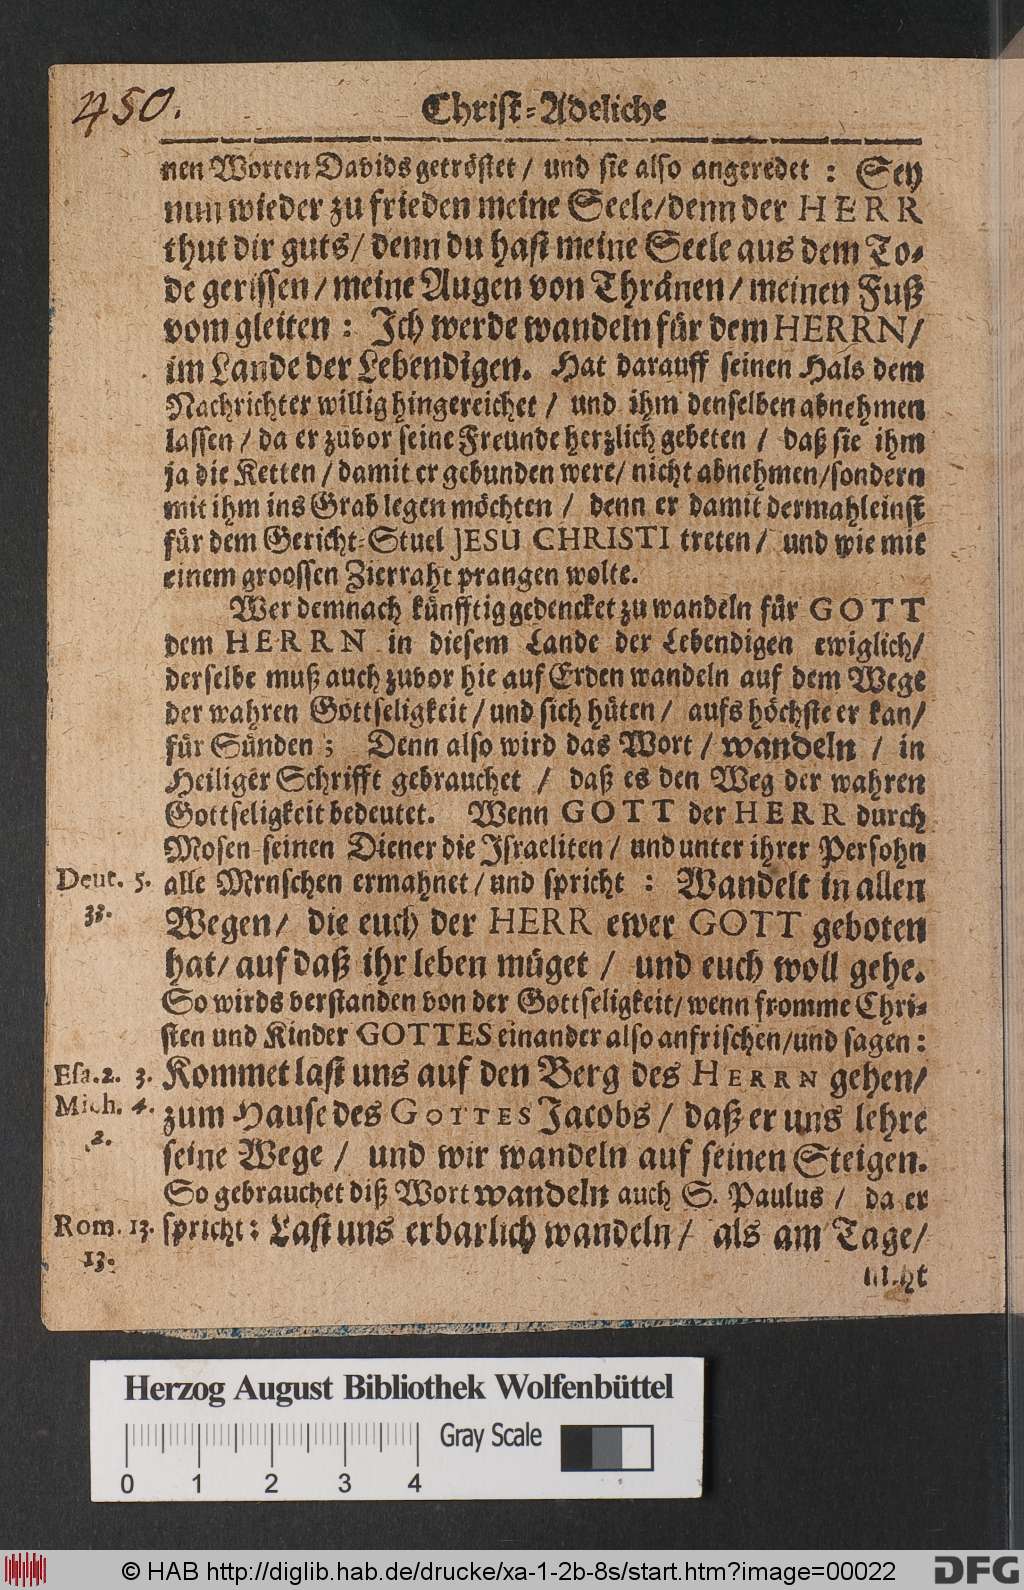 450.
Christ-Adeliche
nen Worten Davids getröstet / und sie also angeredet : Sey
nun wieder zu frieden meine Seele/denn der HERR
thut dir guts/ denn du hast meine Seele aus dem To-
de gerissen / meine Augen von Thränen / meinen Fuß
vom gleiten : Ich werde wandeln für dem HERRN/
im Lande der Lebendigen. Hat darauff seinen Hals dem
Nachrichter willig hingereichet / und ihm denselben abnehmen
lassen / da er zuvor seine Freunde herzlich gebeten / daß sie ihm
ja die Ketten / damit er gebunden were/ nicht abnehmen/sondern
mit ihm ins Grab legen möchten / denn er damit dermahleinst
für dem Gericht-Stuel JESU CHRISTI treten / und wie mit
einem groossen Zierraht prangen wolte.
Wer demnach künfftig gedencket zu wandeln für GOTT
dem HERRN in diesem Lande der Lebendigen ewiglich/
derselbe muß auch zuvor hie auf Erden wandeln auf dem Wege
der wahren Gottseligkeit / und sich hüten / aufs höchste er kan/
für Sünden ; Denn also wird das Wort / wandeln / in
Heiliger Schrifft gebrauchet / daß es den Weg der wahren
Gottseligkeit bedeutet. Wenn GOTT der HERR durch
Mosen seinen Diener die Israeliten / und unter ihrer Persohn
Deut. 5. alle Mrnschen ermahnet / und spricht : Wandelt in allen
33. Wegen/ die euch der HERR ewer GOTT geboten
hat/ auf daß ihr leben müget / und euch woll gehe.
So wirds verstanden von der Gottseligkeit/ wenn fromme Chri-
sten und Kinder GOTTES einander also anfrischen/und sagen :
Esa. 2. 3. Kommet last uns auf den Berg des HERRN gehen/
Mich. 4. zum Hause des GOTTES Jacobs / daß er uns lehre
2. seine Wege / und wir wandeln auf seinen Steigen.
So gebrauchet diß Wort wandeln auch S. Paulus / da er
Rom. 13. spricht : Last uns erbarlich wandeln / als am Tage /
13.
nicht
Herzog August Bibliothek Wolfenbüttel
Gray Scale
0 1 2 3 4
© HAB http://diglib.hab.de/drucke/xa-1-2b-8s/start.htm?image=00022
DFG